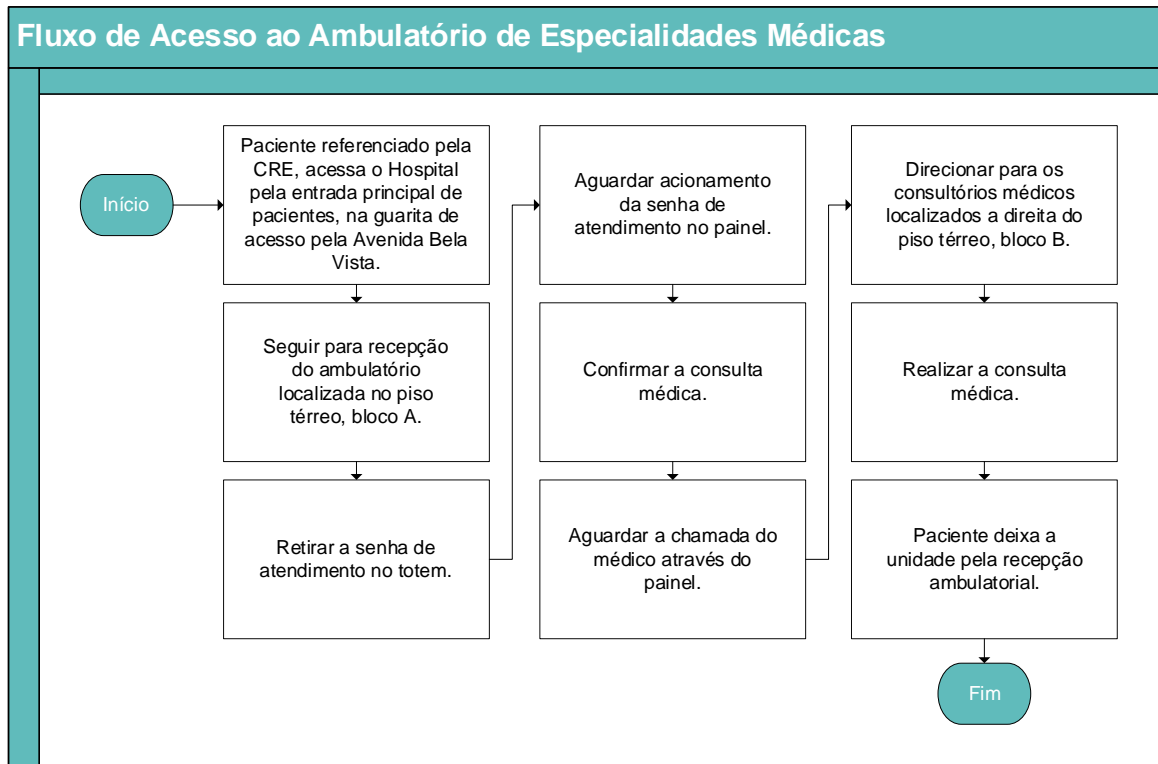 Fluxo de Acesso ao Ambulatório de Especialidades Médicas
Início
Paciente referenciado pela
CRE, acessa o Hospital
pela entrada principal de
pacientes, na guarita de
acesso pela Avenida Bela
Vista.
Seguir para recepção
do ambulatório
localizada no piso
térreo, bloco A.
Retirar a senha de
atendimento no totem.
Aguardar acionamento
da senha de
atendimento no painel.
Confirmar a consulta
médica.
Aguardar a chamada do
médico através do
painel.
Direcionar para os
consultórios médicos
localizados a direita do
piso térreo, bloco B.
Realizar a consulta
médica.
Paciente deixa a
unidade pela recepção
ambulatorial.
Fim